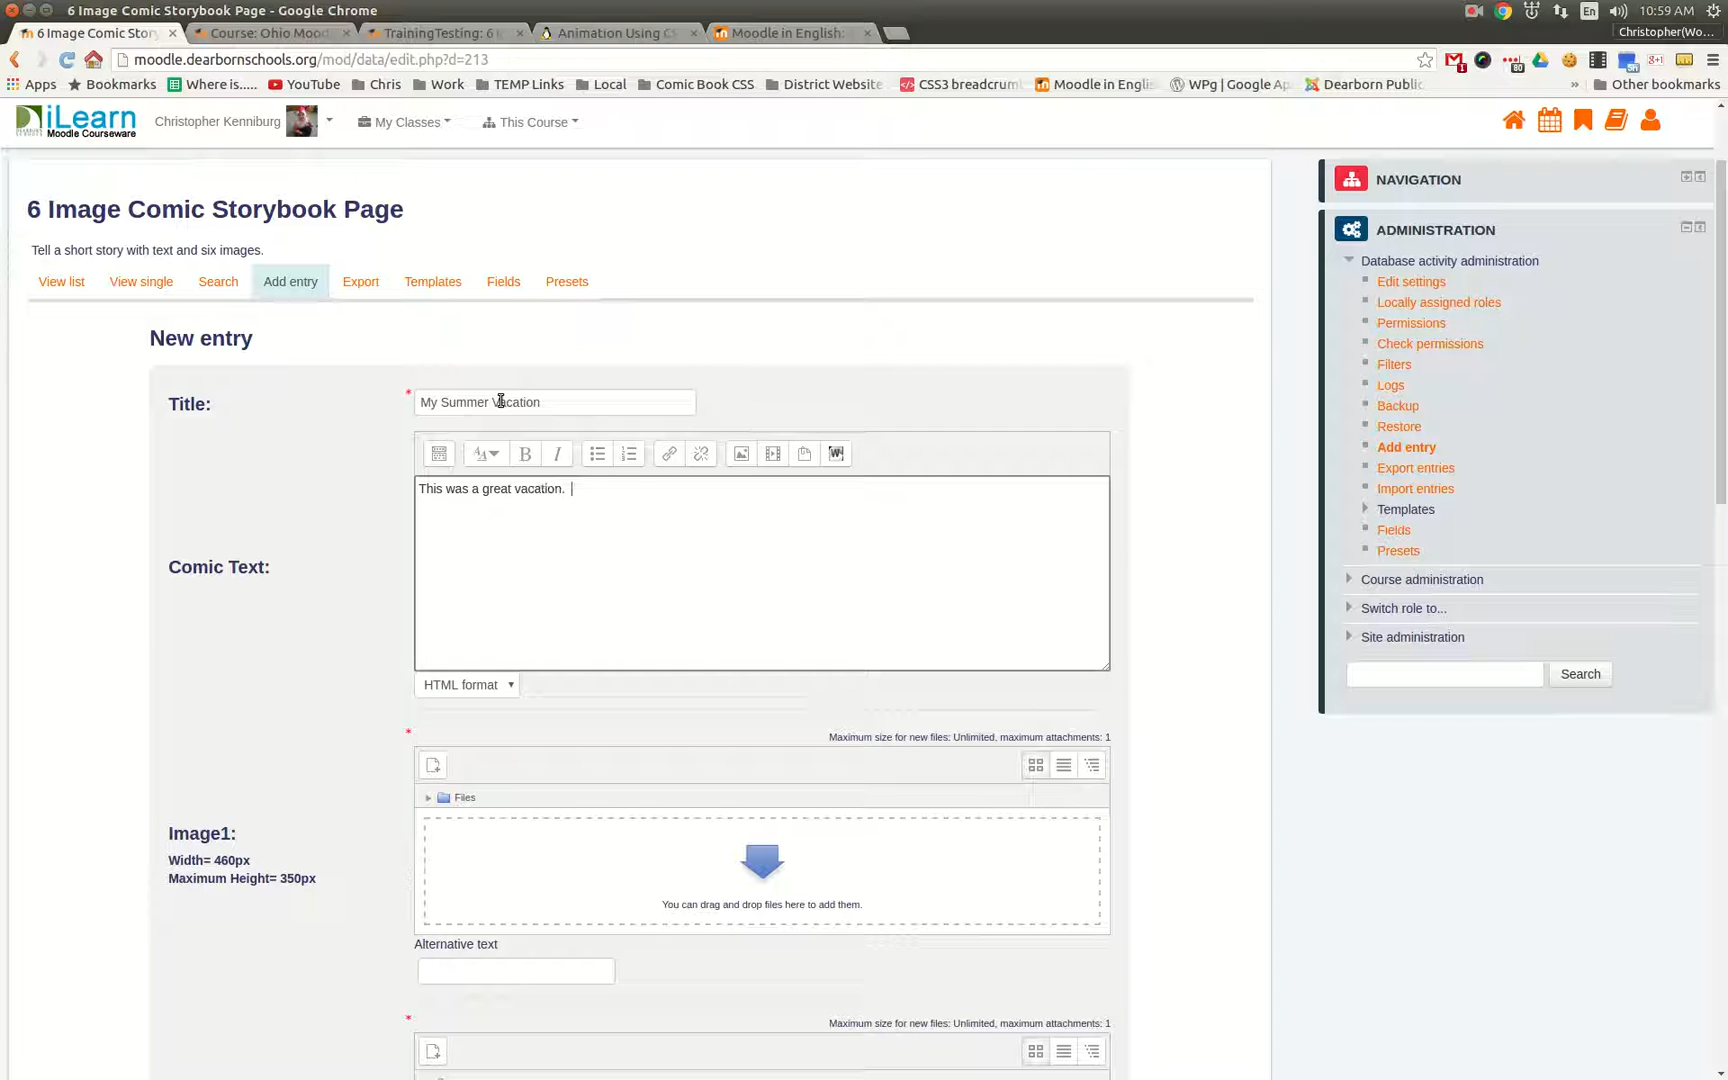 6 Image Comic Storybook Page - Google Chrome
En
10:59 AM
6 Image Comic Story
Course: Ohio Mood
TrainingTesting: 6
Animation Using C
Moodle in English:
Christopher(Wo...
moodle.dearbornschools.org/mod/data/edit.php?d=213
Apps
Bookmarks
Where is.....
YouTube
Chris
Work
TEMP Links
Local
Comic Book CSS
District Website
CSS3 breadcrum
Moodle in English
WPg | Google Ap
Dearborn Public
»
Other bookmarks
iLearn
Moodle Courseware
Christopher Kenniburg
My Classes
This Course
6 Image Comic Storybook Page
Tell a short story with text and six images.
View list
View single
Search
Add entry
Export
Templates
Fields
Presets
New entry
Title:
* My Summer Vacation
Comic Text:
This was a great vacation.
HTML format
*
Maximum size for new files: Unlimited, maximum attachments: 1
Files
Image1:
Width= 460px
Maximum Height= 350px
You can drag and drop files here to add them.
Alternative text
*
Maximum size for new files: Unlimited, maximum attachments: 1
NAVIGATION
ADMINISTRATION
Database activity administration
Edit settings
Locally assigned roles
Permissions
Check permissions
Filters
Logs
Backup
Restore
Add entry
Export entries
Import entries
Templates
Fields
Presets
Course administration
Switch role to...
Site administration
Search